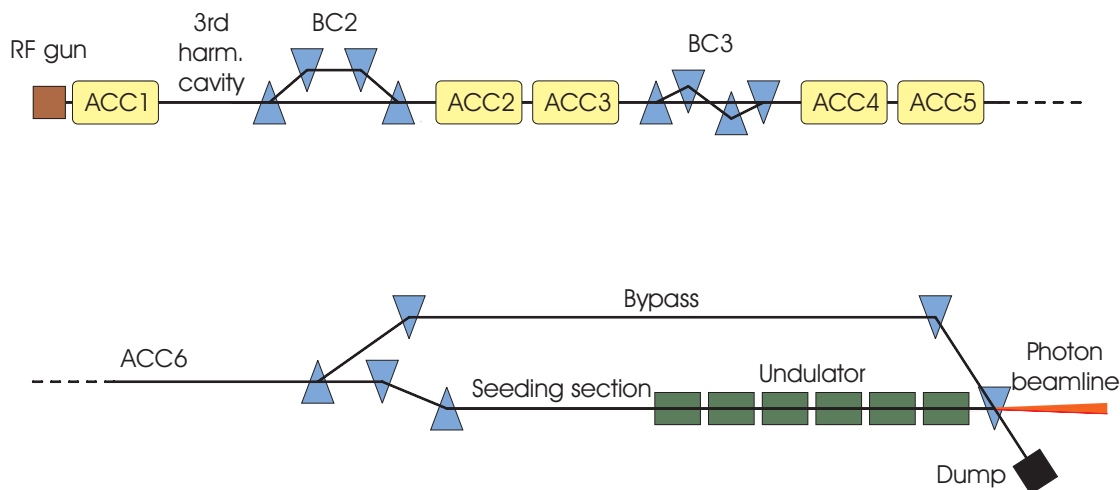 RF gun
ACC1
3rd
harm.
cavity
BC2
ACC2
ACC3
BC3
ACC4
ACC5
ACC6
Bypass
Seeding section
Undulator
Photon
beamline
Dump